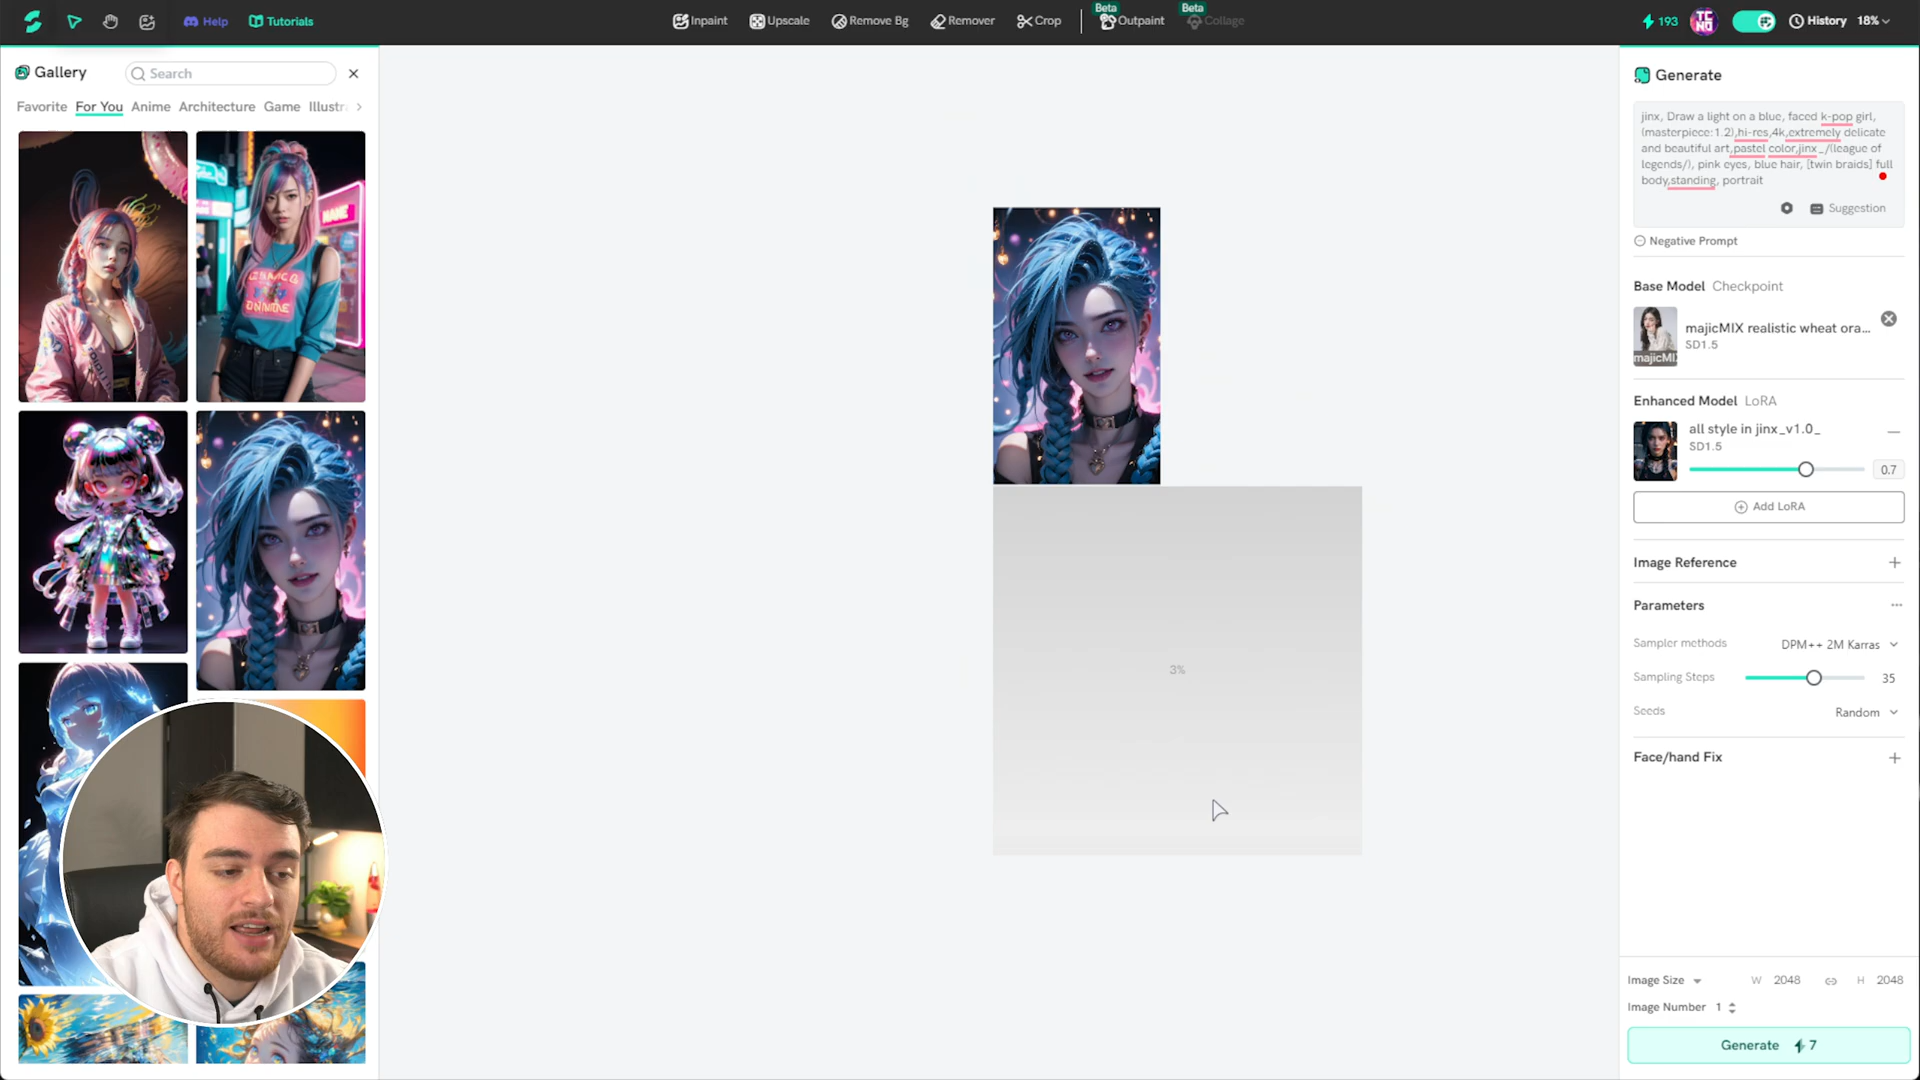 Help
Tutorials
Inpaint
Upscale
Remove Bg
Remover
Crop
Beta
Outpaint
Beta
Collage
193
TC
NO
History
18%
Gallery
Search
Favorite
For You
Anime
Architecture
Game
Illustr
Generate
jinx, Draw a light on a blue, faced k-pop girl,
(masterpiece:1.2),hi-res,4k,extremely delicate
and beautiful art,pastel color,jinx_/(league of
legends/), pink eyes, blue hair, [twin braids] full
body,standing, portrait
Suggestion
Negative Prompt
Base Model Checkpoint
majicMI
majicMIX realistic wheat ora...
SD1.5
Enhanced Model LoRA
all style in jinx_v1.0_
SD1.5
0.7
Add LoRA
Image Reference
Parameters
Sampler methods
DPM++ 2M Karras
Sampling Steps
35
Seeds
Random
Face/hand Fix
3%
Image Size
W 2048
H 2048
Image Number 1
Generate 7